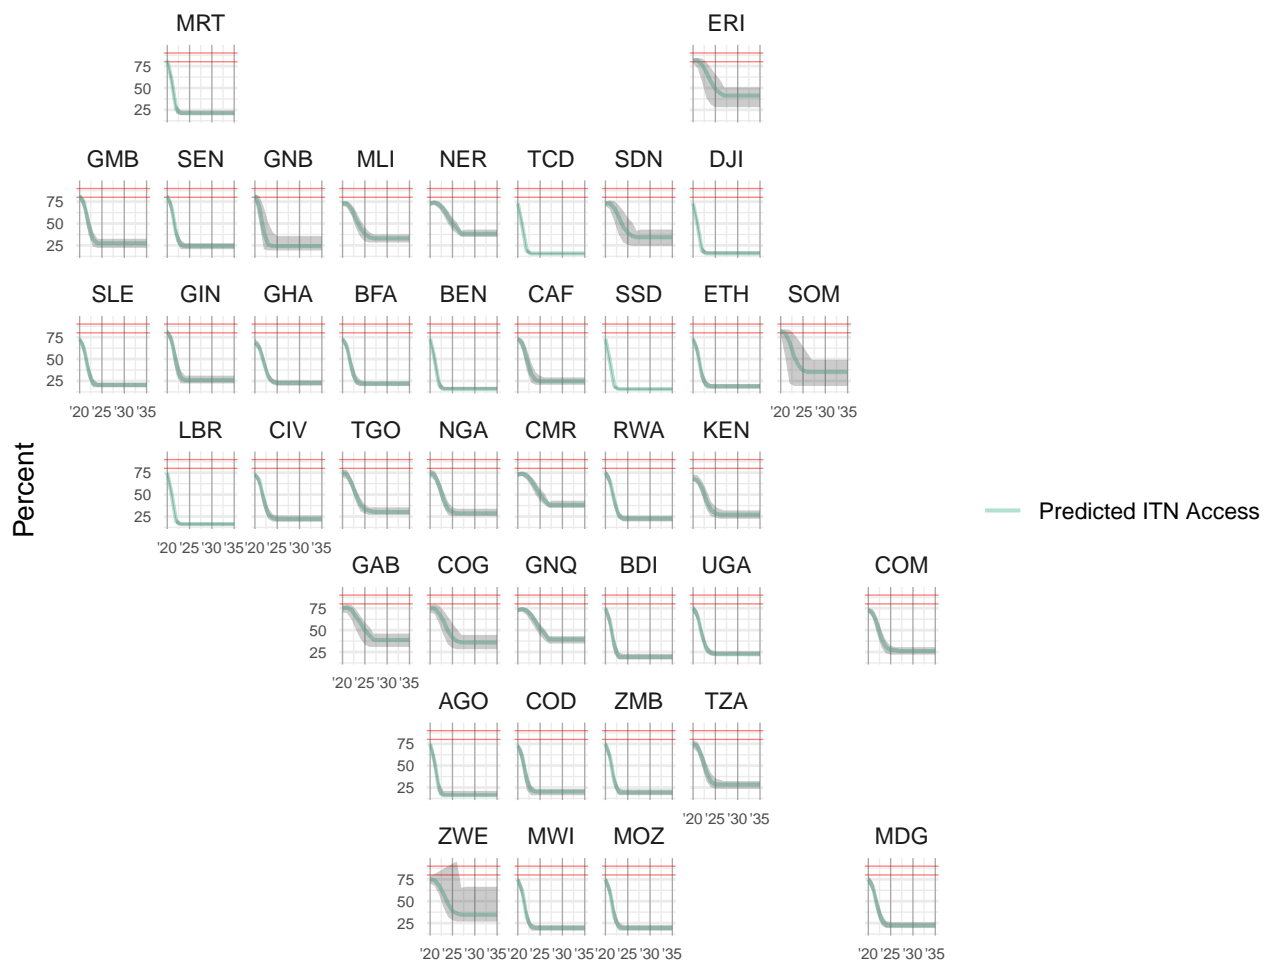 MRT ERI
75
50
25
GMB SEN GNB MLI NER TCD SDN DJI
75
50
25
SLE GIN GHA BFA BEN CAF SSD ETH SOM
75
50
25
'20 '25 '30 '35
LBR CIV TGO NGA CMR RWA KEN
75
50
25
'20 '25 '30 '35 '20 '25 '30 '35
Percent
Predicted ITN Access
GAB COG GNQ BDI UGA COM
75
50
25
'20 '25 '30 '35
AGO COD ZMB TZA
75
50
25
'20 '25 '30 '35
ZWE MWI MOZ MDG
75
50
25
'20 '25 '30 '35 '20 '25 '30 '35 '20 '25 '30 '35 '20 '25 '30 '35